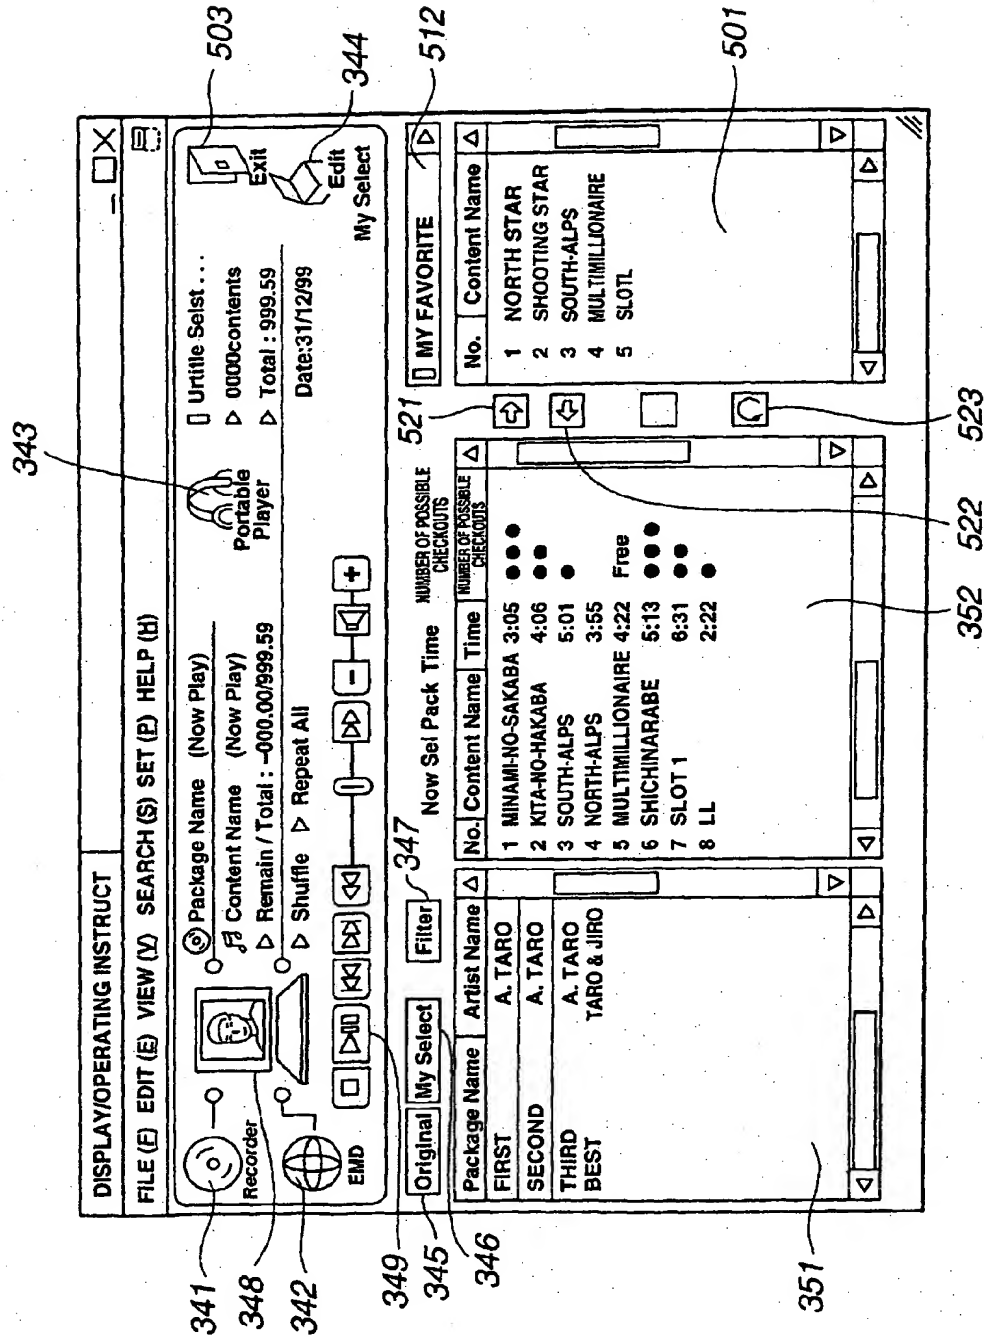 DISPLAY/OPERATING INSTRUCT
FILE (F) EDIT (E) VIEW (V) SEARCH (S) SET (P) HELP (H)
Recorder
EMD
Package Name (Now Play)
Content Name (Now Play)
Remain / Total : -000.00/999.59
Shuffle
Repeat All
Portable
Player
Urtitle Selst . . .
0000contents
Total : 999.59
Date:31/12/99
Exit
Edit
My Select
Original
My Select
Filter
Now Sel Pack Time
NUMBER OF POSSIBLE
CHECKOUTS
MY FAVORITE
Package Name Artist Name
FIRST A. TARO
SECOND A. TARO
THIRD A. TARO
BEST TARO & JIRO
No. Content Name Time NUMBER OF POSSIBLE
CHECKOUTS
1 MINAMI-NO-SAKABA 3:05
2 KITA-NO-HAKABA 4:06
3 SOUTH-ALPS 5:01
4 NORTH-ALPS 3:55
5 MULTIMILLIONAIRE 4:22 Free
6 SHICHINARABE 5:13
7 SLOT 1 6:31
8 LL 2:22
No. Content Name
1 NORTH STAR
2 SHOOTING STAR
3 SOUTH-ALPS
4 MULTIMILLIONAIRE
5 SLOTL
341
348
342
349
345
346
347
343
503
344
512
521
501
351
352
522
523